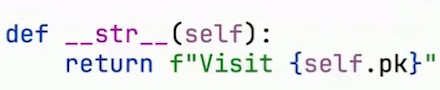 def __str__(self):
    return f"Visit {self.pk}"